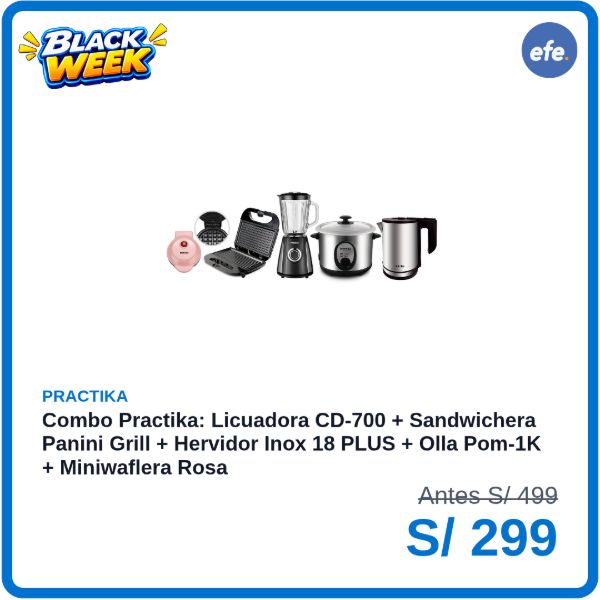 BLACK
WEEK
efe.
PRACTIKA
Combo Practika: Licuadora CD-700 + Sandwichera
Panini Grill + Hervidor Inox 18 PLUS + Olla Pom-1K
+ Miniwaflera Rosa
Antes S/ 499
S/ 299